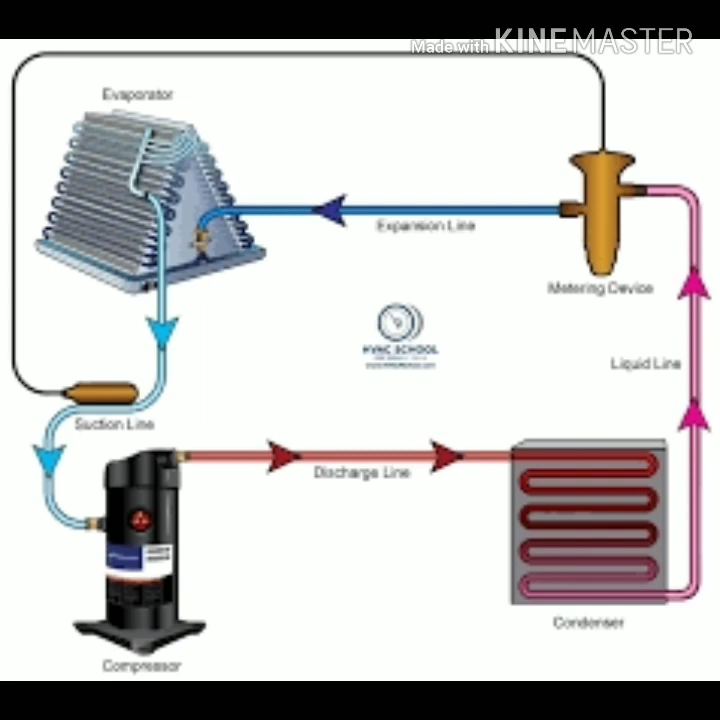 Made with KINEMASTER
Evaporator
Expansion Line
Metering Device
HVAC SCHOOL
Liquid Line
Suction Line
Discharge Line
Condenser
Compressor